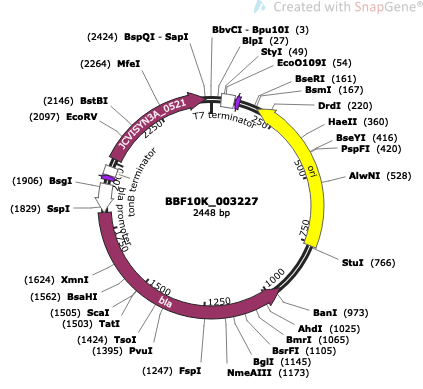 Created with SnapGene®
(2424) BspQI - SapI
BbvCI - Bpu10I (3)
BlpI (27)
StyI (49)
EcoO109I (54)
(2264) MfeI
BseRI (161)
BsmI (167)
(2146) BstBI
DrdI (220)
(2097) EcoRV
HaeII (360)
BseYI (416)
PspFI (420)
AlwNI (528)
(1906) BsgI
(1829) SspI
StuI (766)
(1624) XmnI
(1562) BsaHI
(1505) ScaI
(1503) TatI
(1424) TsoI
(1395) PvuI
(1247) FspI
BanI (973)
AhdI (1025)
BmrI (1065)
BsrFI (1105)
BglI (1145)
NmeAIII (1173)
T7 terminator
JCVISYN3A_0521
tonB terminator
bla promoter
ori
bla
BBF10K_003227
2448 bp
250
500
750
1000
1250
1500
2250